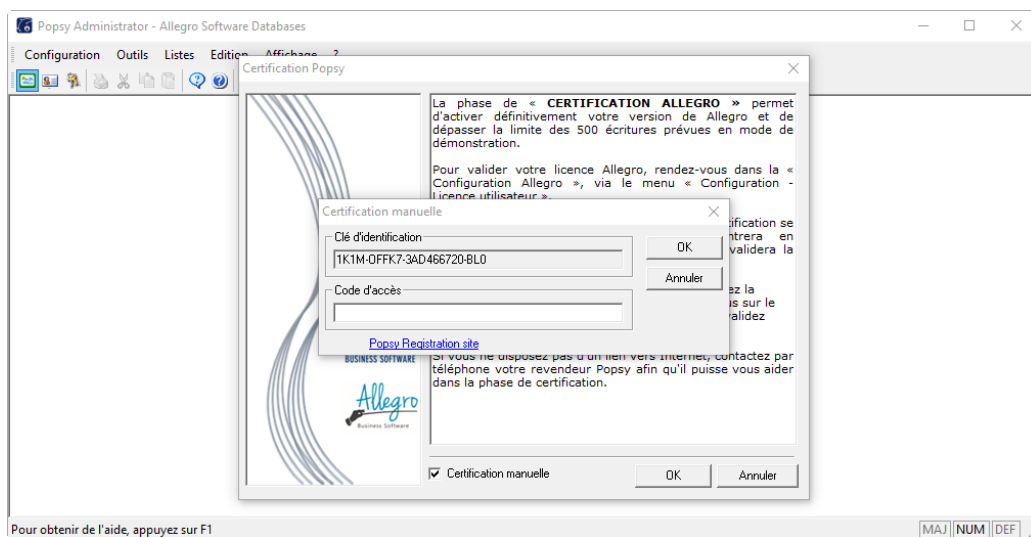 Popsy Administrator - Allegro Software Databases
Configuration Outils Listes Edition Affichage ?
Certification Popsy
La phase de « CERTIFICATION ALLEGRO » permet
d'activer définitivement votre version de Allegro et de
dépasser la limite des 500 écritures prévues en mode de
démonstration.
Pour valider votre licence Allegro, rendez-vous dans la «
Configuration Allegro », via le menu « Configuration -
Licence utilisateur ».
Certification manuelle
Clé d'identification
1K1M-0FFK7-3AD466720-BL0
OK
Annuler
Code d'accès
Popsy Registration site
se
en
validera la
la
sur le
validez
BUSINESS SOFTWARE
Si vous ne disposez pas d'un lien vers Internet, contactez par
téléphone votre revendeur Popsy afin qu'il puisse vous aider
dans la phase de certification.
Allegro
Business Software
Certification manuelle
OK
Annuler
Pour obtenir de l'aide, appuyez sur F1
MAJ NUM DEF